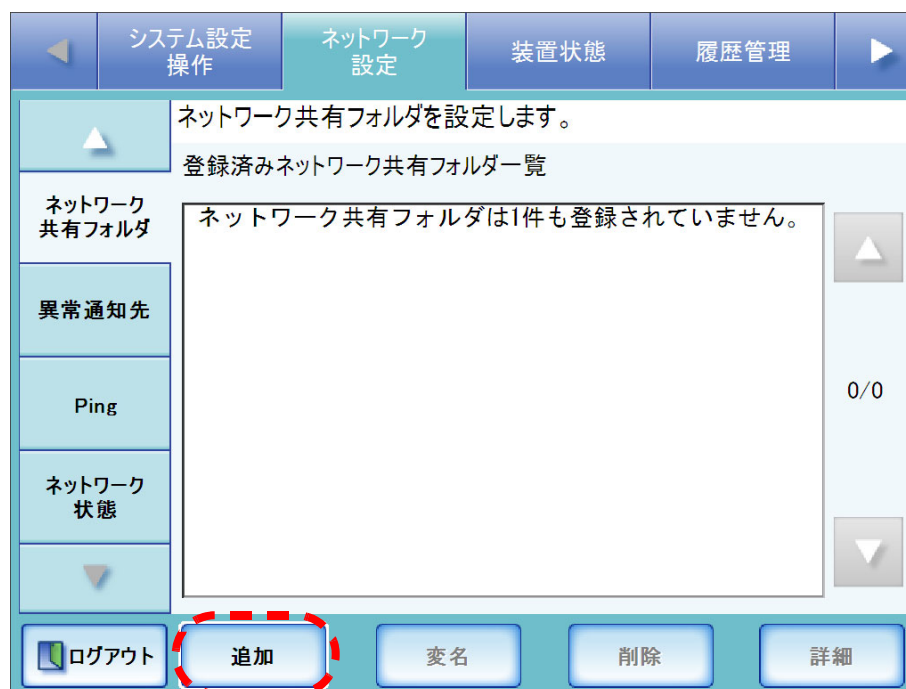 システム設定
操作
ネットワーク
設定
装置状態
履歴管理
ネットワーク共有フォルダを設定します。
登録済みネットワーク共有フォルダ一覧
ネットワーク
共有フォルダ
ネットワーク共有フォルダは1件も登録されていません。
異常通知先
Ping
0/0
ネットワーク
状態
ログアウト
追加
変名
削除
詳細